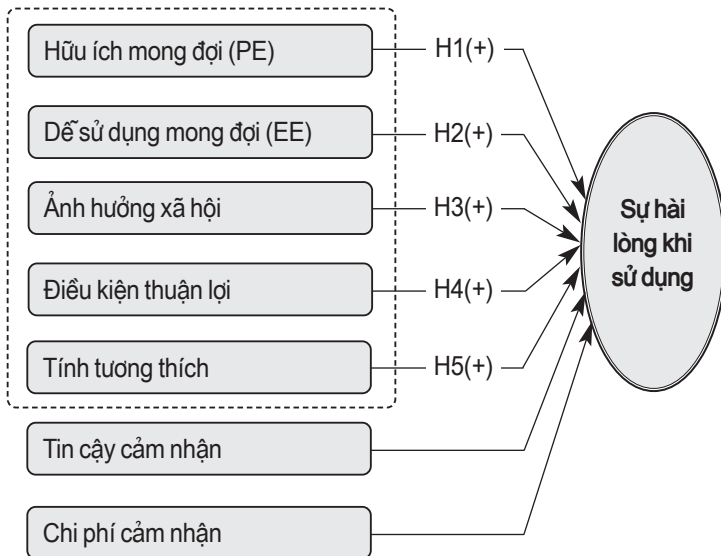 Hữu ích mong đợi (PE)
H1(+)
Dễ sử dụng mong đợi (EE)
H2(+)
Ảnh hưởng xã hội
H3(+)
Điều kiện thuận lợi
H4(+)
Tính tương thích
H5(+)
Tin cậy cảm nhận
Chi phí cảm nhận
Sự hài
lòng khi
sử dụng